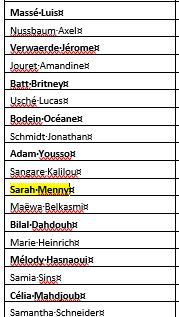 Massé·Luis¤
Nussbaum·Axel¤
Verwaerde·Jérome¤
Jouret·Amandine¤
Batt·Britney¤
Usché·Lucas¤
Bodein·Océane¤
Schmidt·Jonathan¤
Adam·Yousso¤
Sangare·Kalilou¤
Sarah·Menny¤
Maëwa·Belkasmi¤
Bilal·Dahdouh¤
Marie·Heinrich¤
Mélody·Hasnaoui¤
Samia·Sins¤
Célia·Mahdjoub¤
Samantha·Schneider¤